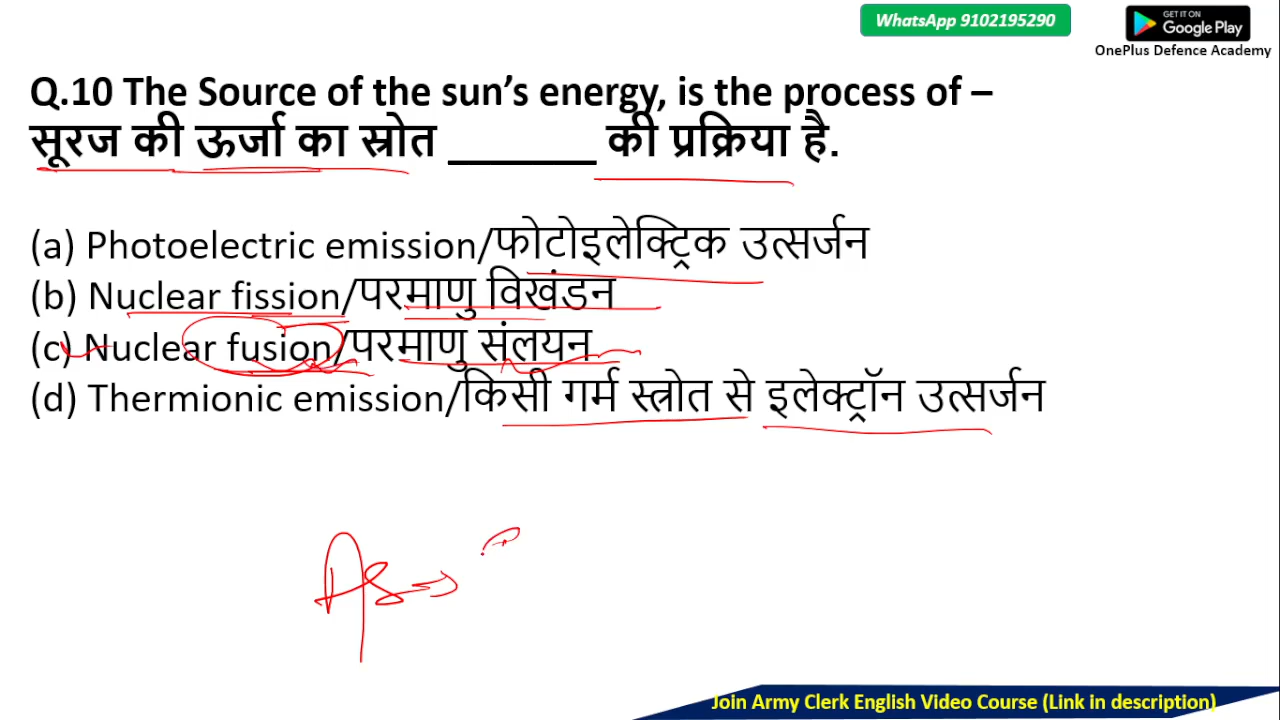 WhatsApp 9102195290
GET IT ON
Google Play
OnePlus Defence Academy
Q.10 The Source of the sun’s energy, is the process of –
सूरज की ऊर्जा का स्रोत ______ की प्रक्रिया है.
(a) Photoelectric emission/फोटोइलेक्ट्रिक उत्सर्जन
(b) Nuclear fission/परमाणु विखंडन
(c) Nuclear fusion/परमाणु संलयन
(d) Thermionic emission/किसी गर्म स्त्रोत से इलेक्ट्रॉन उत्सर्जन
Join Army Clerk English Video Course (Link in description)